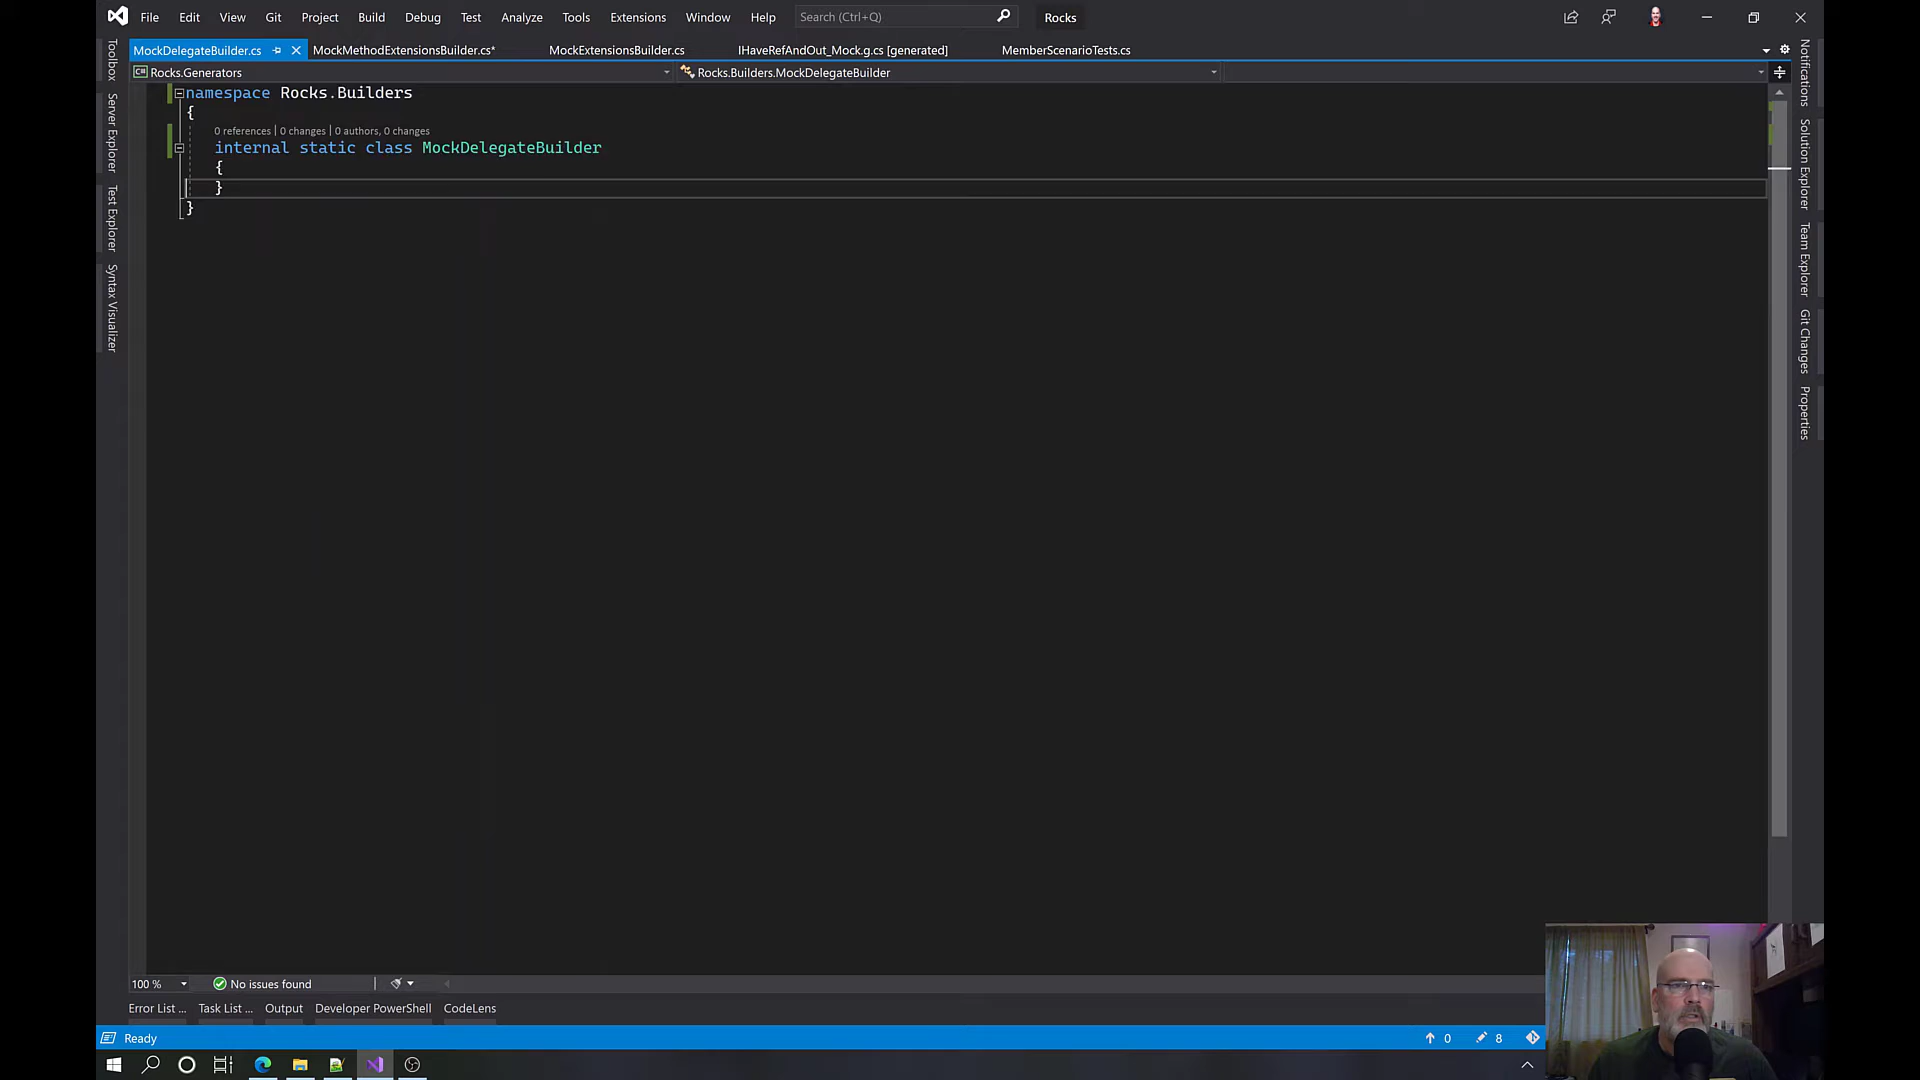 File Edit View Git Project Build Debug Test Analyze Tools Extensions Window Help Search (Ctrl+Q) Rocks
MockDelegateBuilder.cs MockMethodExtensionsBuilder.cs* MockExtensionsBuilder.cs IHaveRefAndOut_Mock.g.cs [generated] MemberScenarioTests.cs
C# Rocks.Generators Rocks.Builders.MockDelegateBuilder
Toolbox
Server Explorer
Test Explorer
Syntax Visualizer
namespace Rocks.Builders
{
0 references | 0 changes | 0 authors, 0 changes
internal static class MockDelegateBuilder
{
}
}
Notifications
Solution Explorer
Team Explorer
Git Changes
Properties
100 % No issues found
Error List ... Task List ... Output Developer PowerShell CodeLens
Ready 0 8